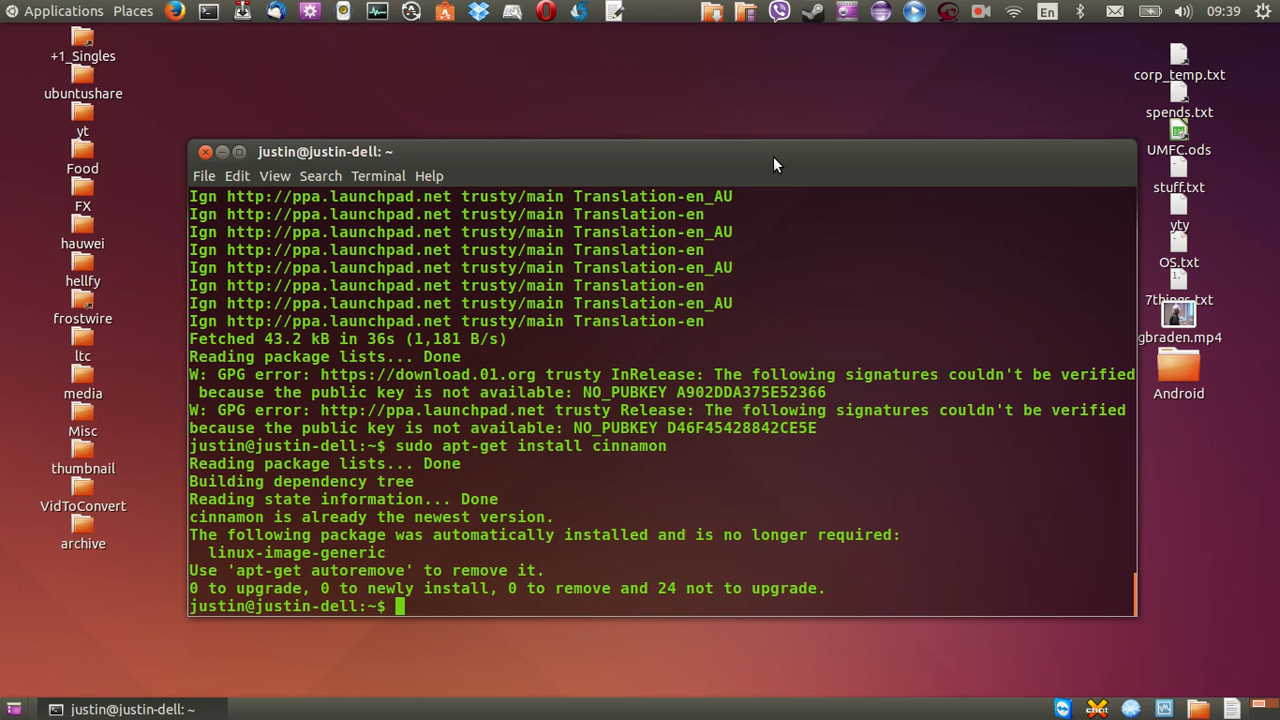 Applications Places
En
09:39
+1_Singles
ubuntushare
yt
Food
FX
hauwei
hellfy
frostwire
ltc
media
Misc
thumbnail
VidToConvert
archive
justin@justin-dell: ~
File Edit View Search Terminal Help
Ign http://ppa.launchpad.net trusty/main Translation-en_AU
Ign http://ppa.launchpad.net trusty/main Translation-en
Ign http://ppa.launchpad.net trusty/main Translation-en_AU
Ign http://ppa.launchpad.net trusty/main Translation-en
Ign http://ppa.launchpad.net trusty/main Translation-en_AU
Ign http://ppa.launchpad.net trusty/main Translation-en
Ign http://ppa.launchpad.net trusty/main Translation-en_AU
Ign http://ppa.launchpad.net trusty/main Translation-en
Fetched 43.2 kB in 36s (1,181 B/s)
Reading package lists... Done
W: GPG error: https://download.01.org trusty InRelease: The following signatures couldn't be verified
because the public key is not available: NO_PUBKEY A902DDA375E52366
W: GPG error: http://ppa.launchpad.net trusty Release: The following signatures couldn't be verified
because the public key is not available: NO_PUBKEY D46F45428842CE5E
justin@justin-dell:~$ sudo apt-get install cinnamon
Reading package lists... Done
Building dependency tree
Reading state information... Done
cinnamon is already the newest version.
The following package was automatically installed and is no longer required:
linux-image-generic
Use 'apt-get autoremove' to remove it.
0 to upgrade, 0 to newly install, 0 to remove and 24 not to upgrade.
justin@justin-dell:~$
corp_temp.txt
spends.txt
UMFC.ods
stuff.txt
yty
OS.txt
7things.txt
gbraden.mp4
Android
justin@justin-dell: ~
chat